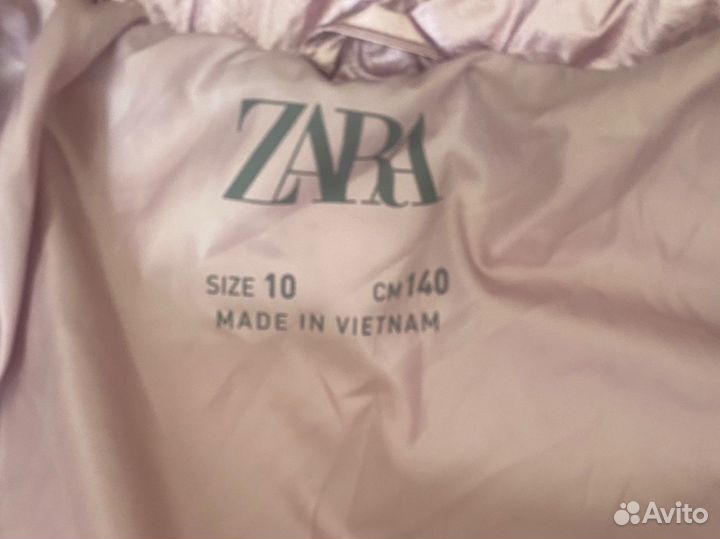 ZARA
SIZE 10 CM 140
MADE IN VIETNAM
Avito